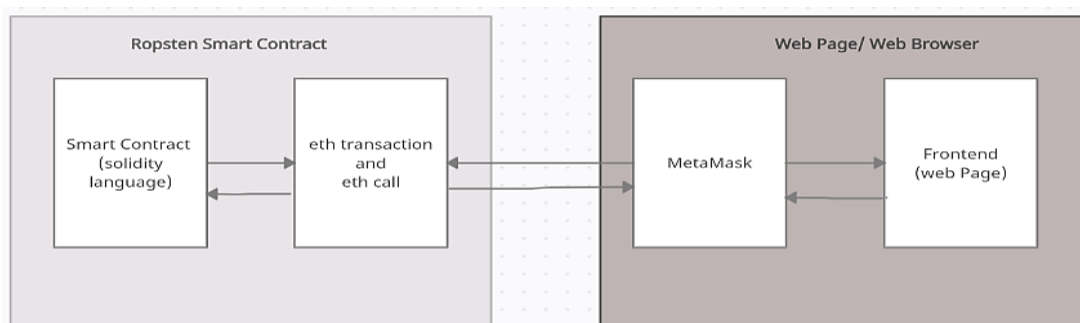 Ropsten Smart Contract
Web Page/ Web Browser
Smart Contract
(solidity
language)
eth transaction
and
eth call
MetaMask
Frontend
(web Page)